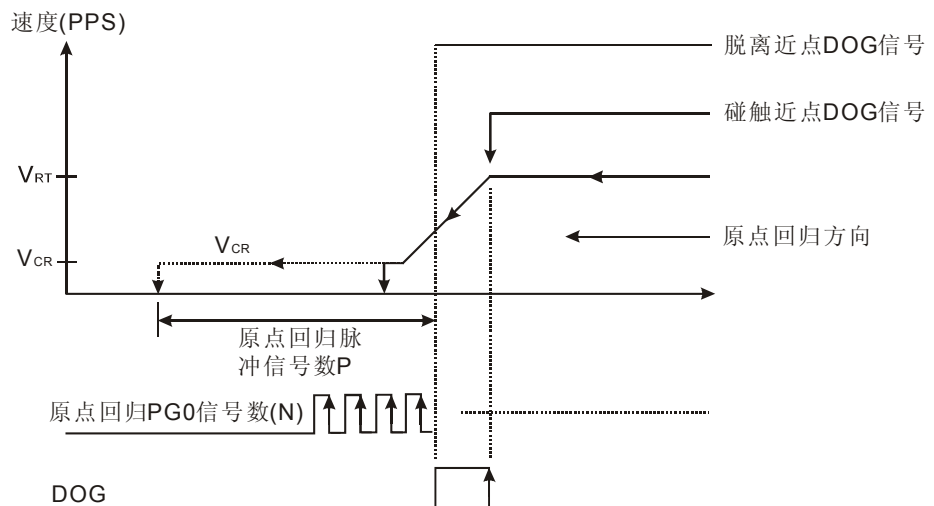 速度(PPS)
脱离近点DOG信号
碰触近点DOG信号
VRT
原点回归方向
VCR
VCR
原点回归脉
冲信号数P
原点回归PG0信号数(N)
DOG